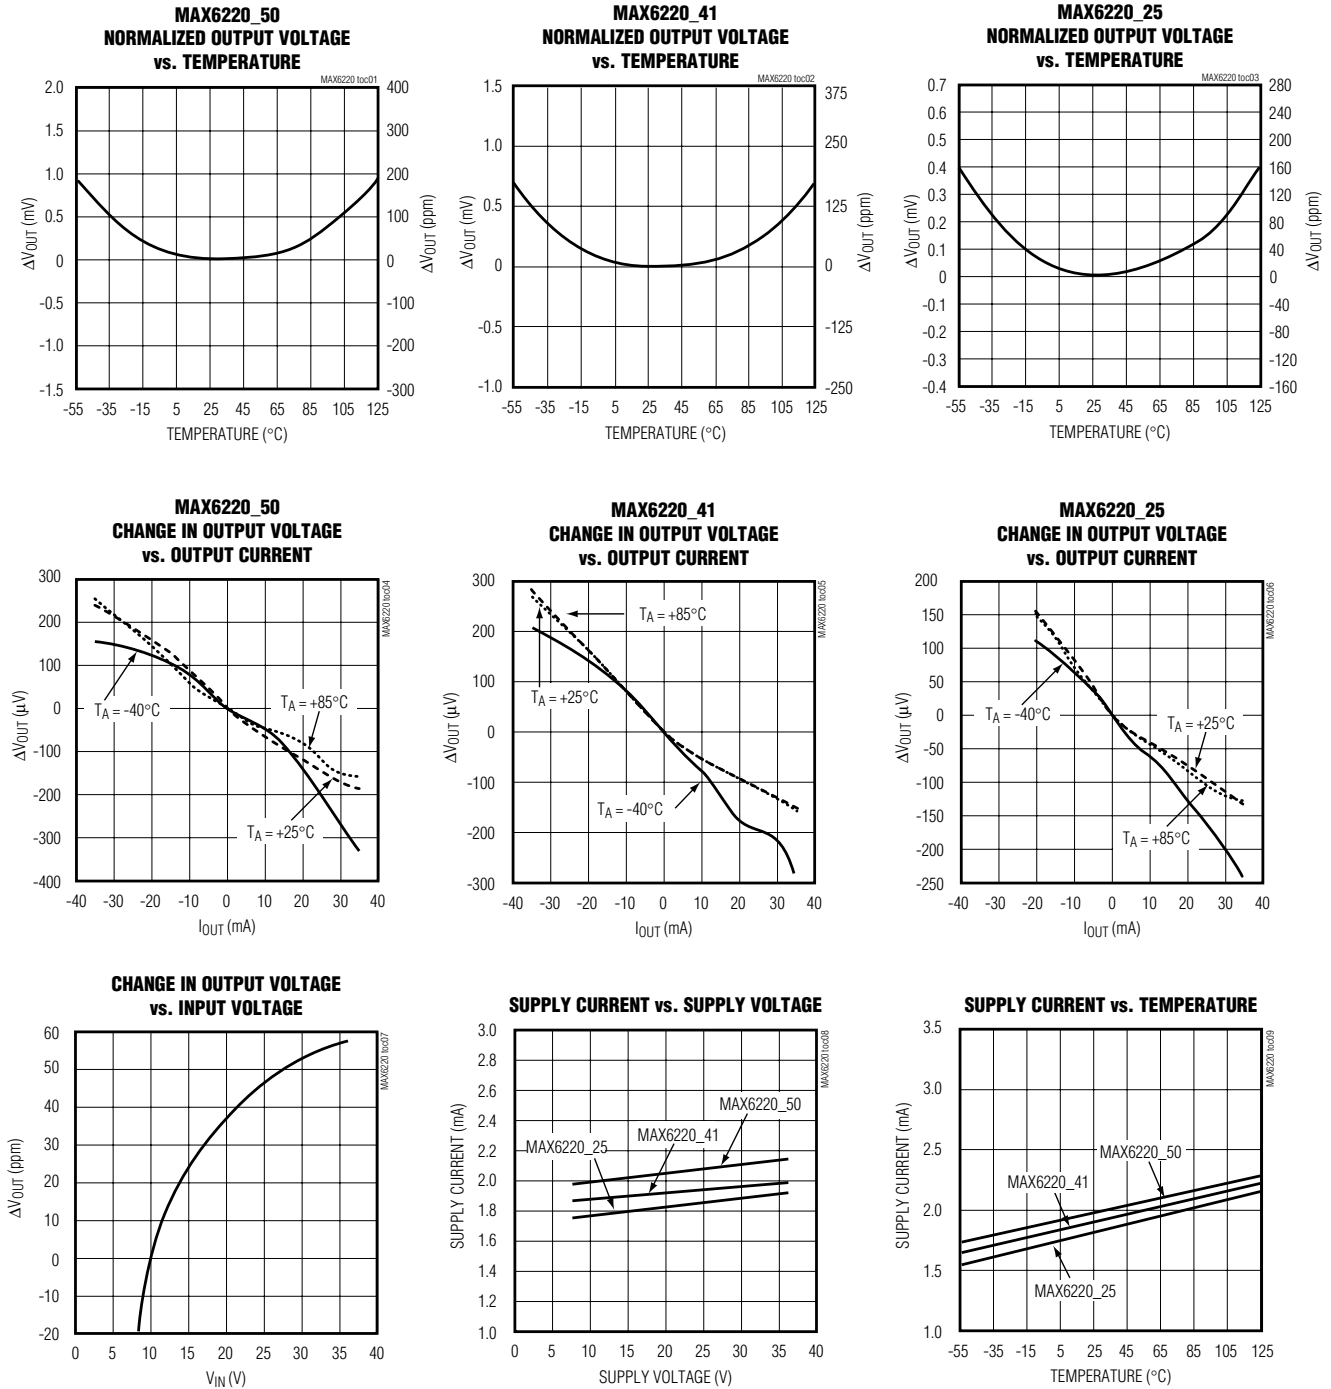 MAX6220_50
NORMALIZED OUTPUT VOLTAGE
vs. TEMPERATURE
MAX6220 toc01
2.0
1.5
1.0
0.5
0
-0.5
-1.0
-1.5
ΔVOUT (mV)
400
300
200
100
0
-100
-200
-300
ΔVOUT (ppm)
-55 -35 -15 5 25 45 65 85 105 125
TEMPERATURE (°C)
MAX6220_41
NORMALIZED OUTPUT VOLTAGE
vs. TEMPERATURE
MAX6220 toc02
1.5
1.0
0.5
0
-0.5
-1.0
ΔVOUT (mV)
375
250
125
0
-125
-250
ΔVOUT (ppm)
-55 -35 -15 5 25 45 65 85 105 125
TEMPERATURE (°C)
MAX6220_25
NORMALIZED OUTPUT VOLTAGE
vs. TEMPERATURE
MAX6220 toc03
0.7
0.6
0.5
0.4
0.3
0.2
0.1
0
-0.1
-0.2
-0.3
-0.4
ΔVOUT (mV)
280
240
200
160
120
80
40
0
-40
-80
-120
-160
ΔVOUT (ppm)
-55 -35 -15 5 25 45 65 85 105 125
TEMPERATURE (°C)
MAX6220_50
CHANGE IN OUTPUT VOLTAGE
vs. OUTPUT CURRENT
MAX6220 toc04
300
200
100
0
-100
-200
-300
-400
ΔVOUT (μV)
TA = -40°C
TA = +85°C
TA = +25°C
-40 -30 -20 -10 0 10 20 30 40
IOUT (mA)
MAX6220_41
CHANGE IN OUTPUT VOLTAGE
vs. OUTPUT CURRENT
MAX6220 toc05
300
200
100
0
-100
-200
-300
ΔVOUT (μV)
TA = +85°C
TA = +25°C
TA = -40°C
-40 -30 -20 -10 0 10 20 30 40
IOUT (mA)
MAX6220_25
CHANGE IN OUTPUT VOLTAGE
vs. OUTPUT CURRENT
MAX6220 toc06
200
150
100
50
0
-50
-100
-150
-200
-250
ΔVOUT (μV)
TA = -40°C
TA = +25°C
TA = +85°C
-40 -30 -20 -10 0 10 20 30 40
IOUT (mA)
CHANGE IN OUTPUT VOLTAGE
vs. INPUT VOLTAGE
MAX6220 toc07
60
50
40
30
20
10
0
-10
-20
ΔVOUT (ppm)
0 5 10 15 20 25 30 35 40
VIN (V)
SUPPLY CURRENT vs. SUPPLY VOLTAGE
MAX6220 toc08
3.0
2.8
2.6
2.4
2.2
2.0
1.8
1.6
1.4
1.2
1.0
SUPPLY CURRENT (mA)
MAX6220_50
MAX6220_41
MAX6220_25
0 5 10 15 20 25 30 35 40
SUPPLY VOLTAGE (V)
SUPPLY CURRENT vs. TEMPERATURE
MAX6220 toc09
3.5
3.0
2.5
2.0
1.5
1.0
SUPPLY CURRENT (mA)
MAX6220_50
MAX6220_41
MAX6220_25
-55 -35 -15 5 25 45 65 85 105 125
TEMPERATURE (°C)